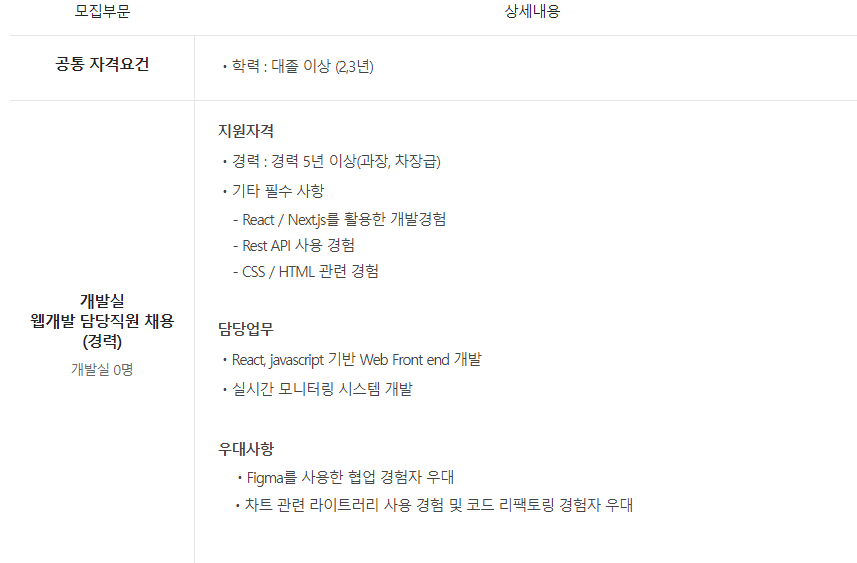 모집부문 상세내용
공통 자격요건
• 학력 : 대졸 이상 (2,3년)
개발실
웹개발 담당직원 채용
(경력)
개발실 0명
지원자격
• 경력 : 경력 5년 이상(과장, 차장급)
• 기타 필수 사항
- React / Next.js를 활용한 개발경험
- Rest API 사용 경험
- CSS / HTML 관련 경험
담당업무
• React, javascript 기반 Web Front end 개발
• 실시간 모니터링 시스템 개발
우대사항
• Figma를 사용한 협업 경험자 우대
• 차트 관련 라이트러리 사용 경험 및 코드 리팩토링 경험자 우대